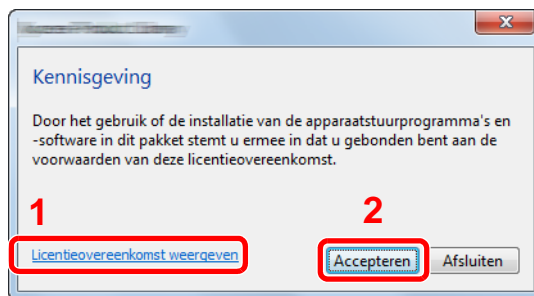 Kennisgeving
Door het gebruik of de installatie van de apparaatstuurprogramma's en
-software in dit pakket stemt u ermee in dat u gebonden bent aan de
voorwaarden van deze licentieovereenkomst.
1
2
Licentieovereenkomst weergeven
Accepteren Afsluiten